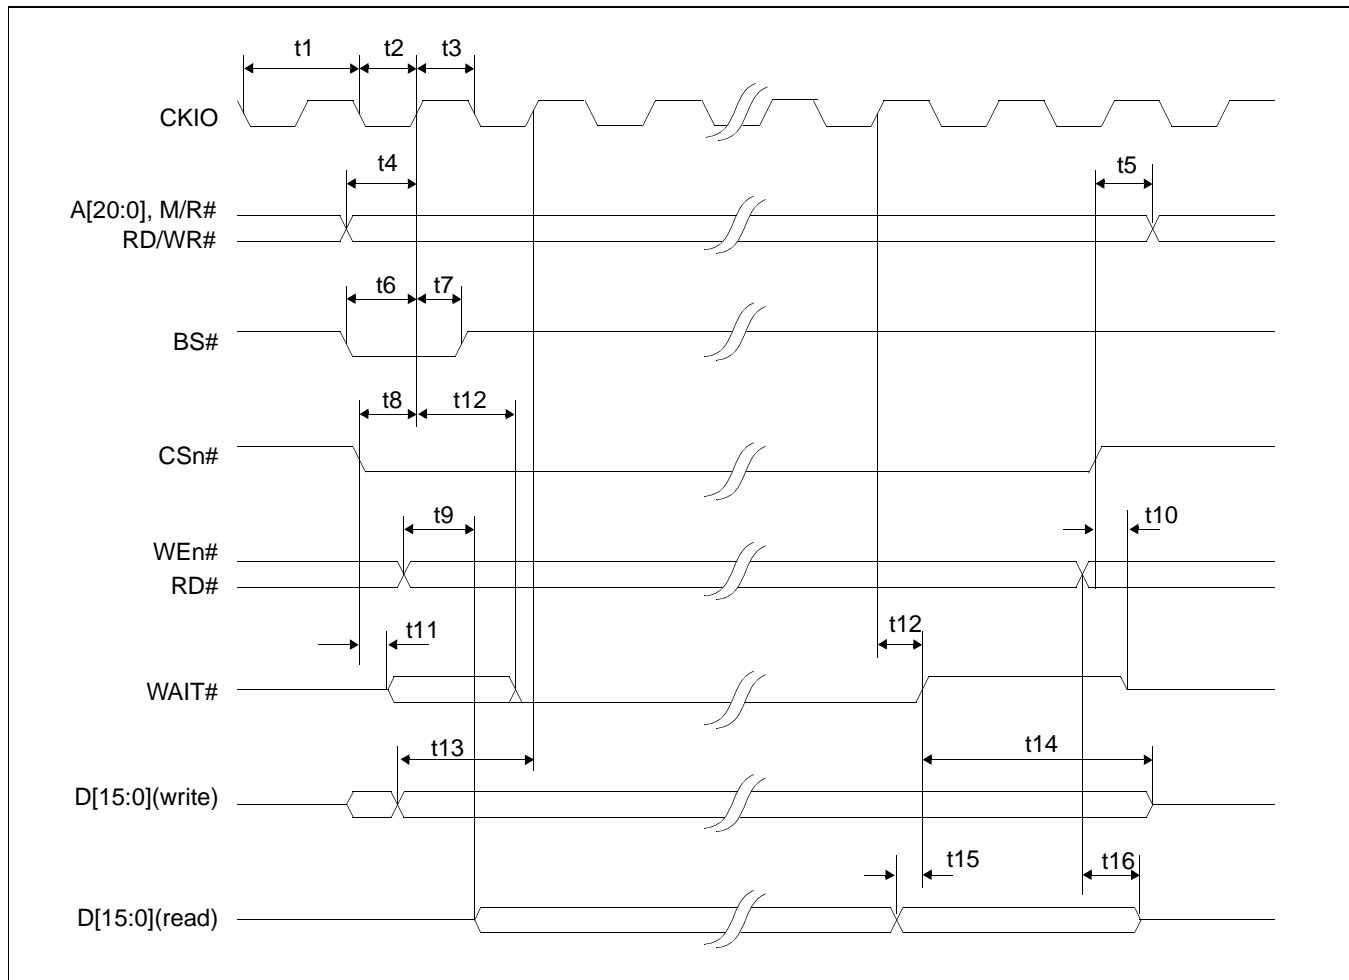 t1 t2 t3
CKIO
t4 t5
A[20:0], M/R#
RD/WR#
t6 t7
BS#
t8 t12
CSn#
t9 t10
WEn#
RD#
t11 t12
WAIT#
t13 t14
D[15:0](write)
t15 t16
D[15:0](read)